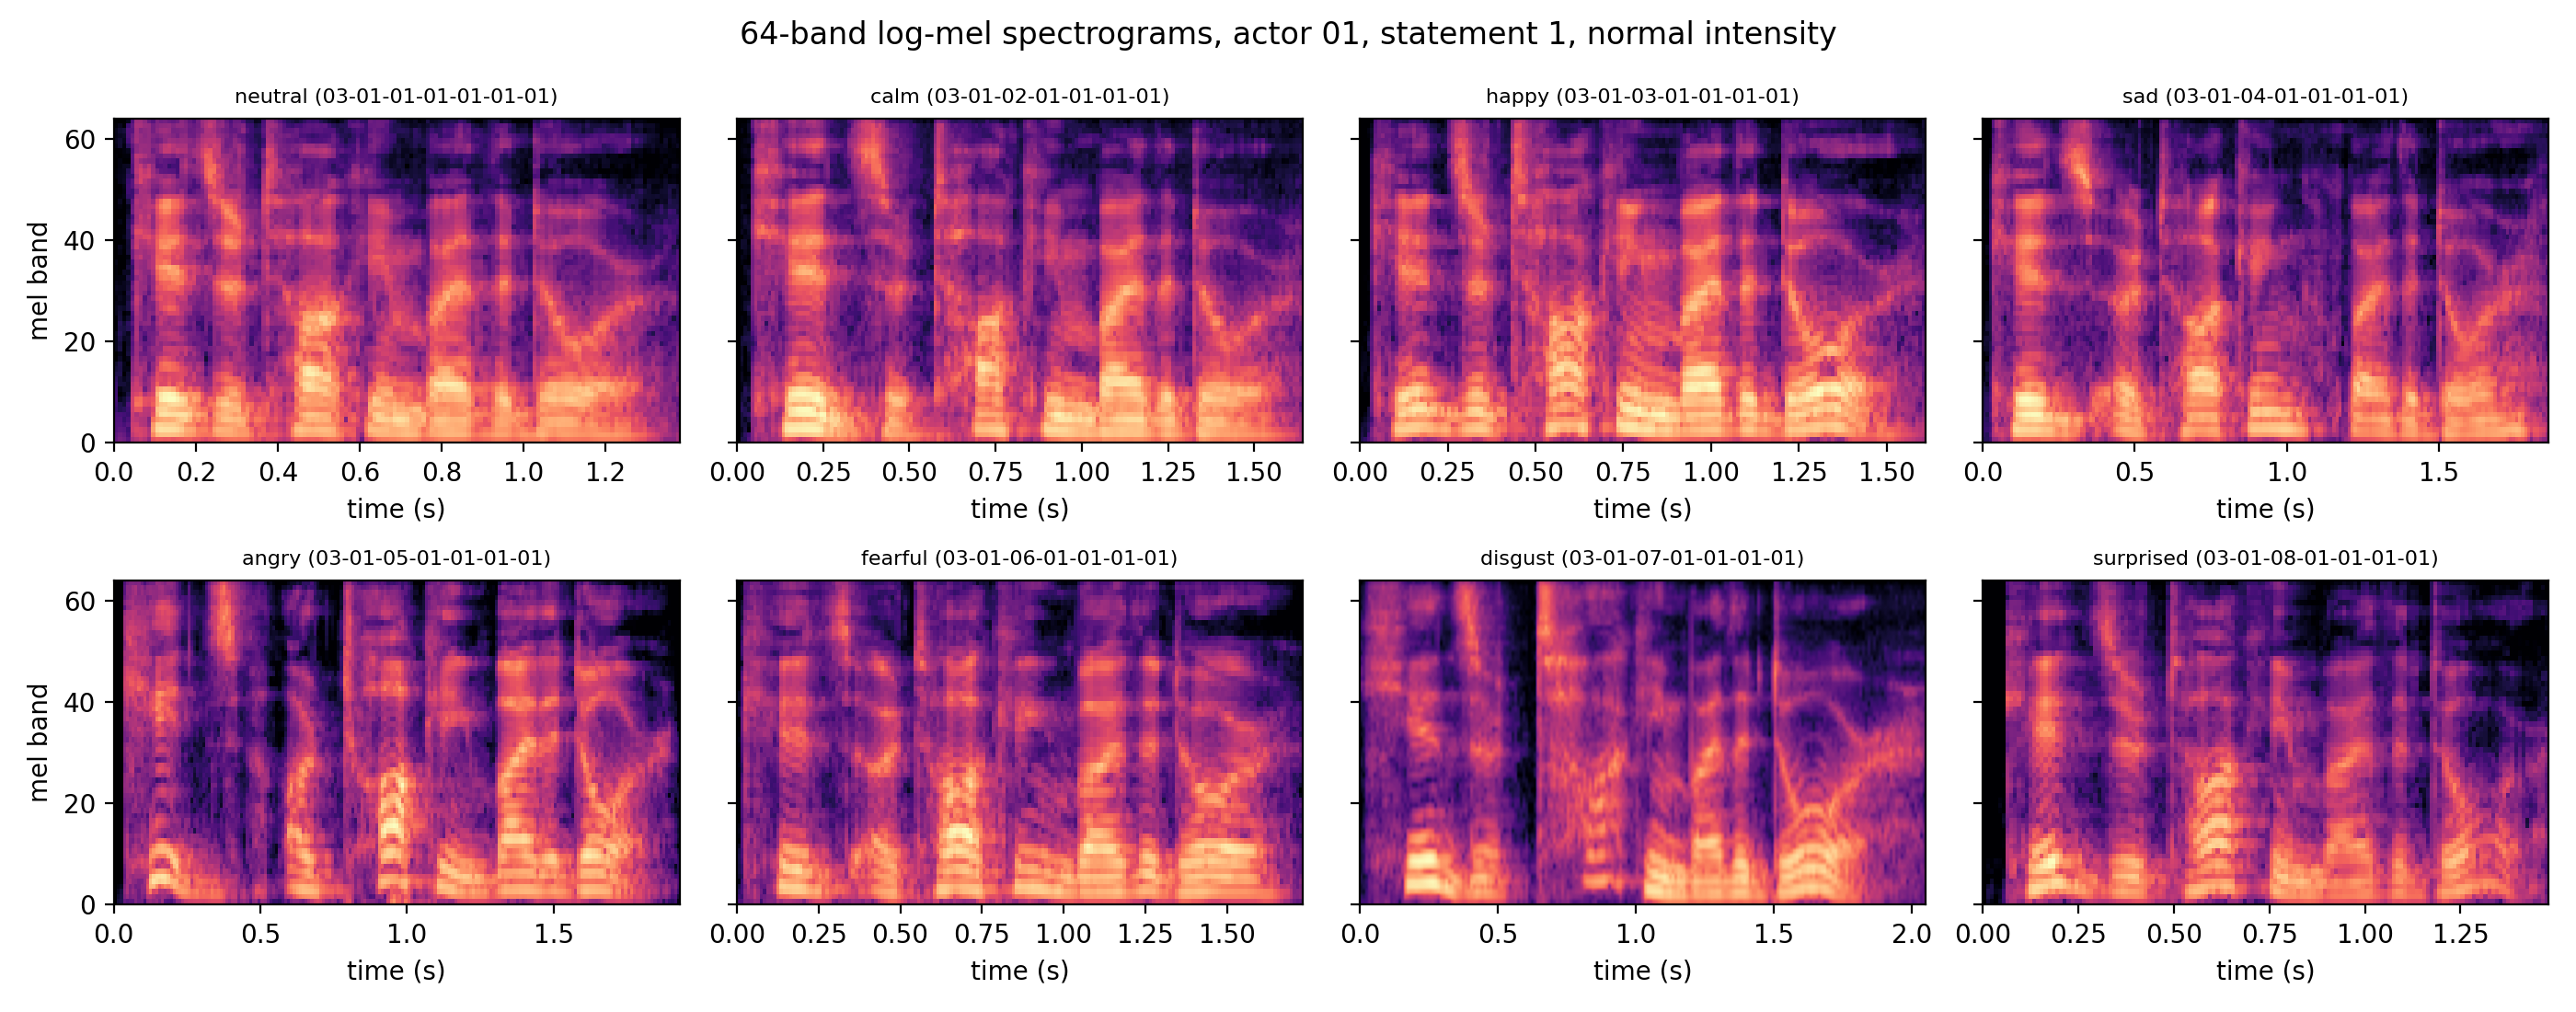 64-band log-mel spectrograms, actor 01, statement 1, normal intensity
neutral (03-01-01-01-01-01-01)
calm (03-01-02-01-01-01-01)
happy (03-01-03-01-01-01-01)
sad (03-01-04-01-01-01-01)
mel band
60
40
20
0
0.0 0.2 0.4 0.6 0.8 1.0 1.2
0.00 0.25 0.50 0.75 1.00 1.25 1.50
0.00 0.25 0.50 0.75 1.00 1.25 1.50
0.0 0.5 1.0 1.5
time (s)
time (s)
time (s)
time (s)
angry (03-01-05-01-01-01-01)
fearful (03-01-06-01-01-01-01)
disgust (03-01-07-01-01-01-01)
surprised (03-01-08-01-01-01-01)
mel band
60
40
20
0
0.0 0.5 1.0 1.5
0.00 0.25 0.50 0.75 1.00 1.25 1.50
0.0 0.5 1.0 1.5 2.0
0.00 0.25 0.50 0.75 1.00 1.25
time (s)
time (s)
time (s)
time (s)